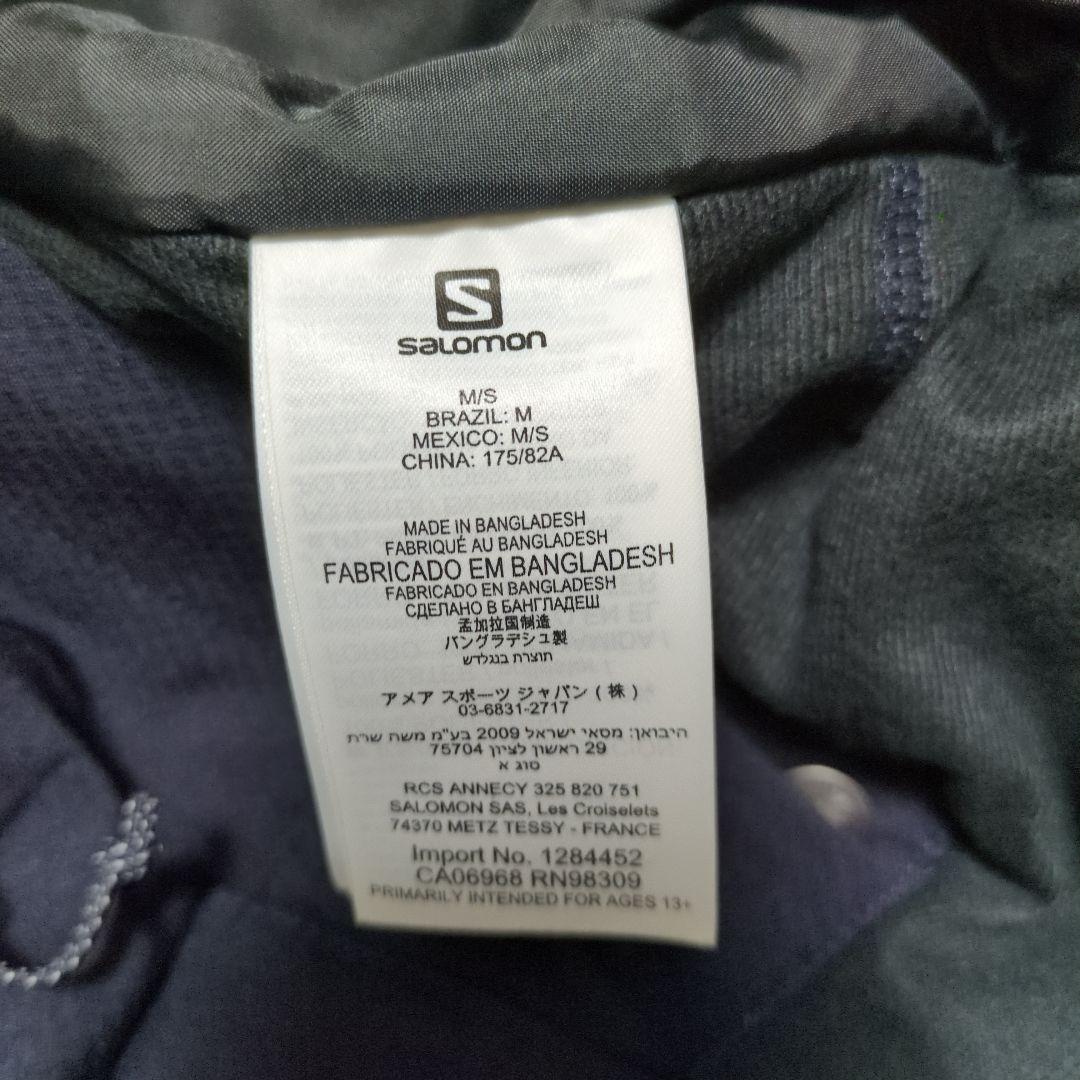 S
SALOMON
M/S
BRAZIL: M
MEXICO: M/S
CHINA: 175/82A
MADE IN BANGLADESH
FABRIQUÉ AU BANGLADESH
FABRICADO EM BANGLADESH
FABRICADO EN BANGLADESH
СДЕЛАНО В БАНГЛАДЕШ
孟加拉国制造
バングラデシュ製
תוצרת בנגלדש
アメア スポーツ ジャパン ( 株 )
03-6831-2717
היבואן: מסאי ישראל 2009 בע"מ משה שרת
29 ראשון לציון 75704
סוג א
RCS ANNECY 325 820 751
SALOMON SAS, Les Croiselets
74370 METZ TESSY - FRANCE
Import No. 1284452
CA06968 RN98309
PRIMARILY INTENDED FOR AGES 13+